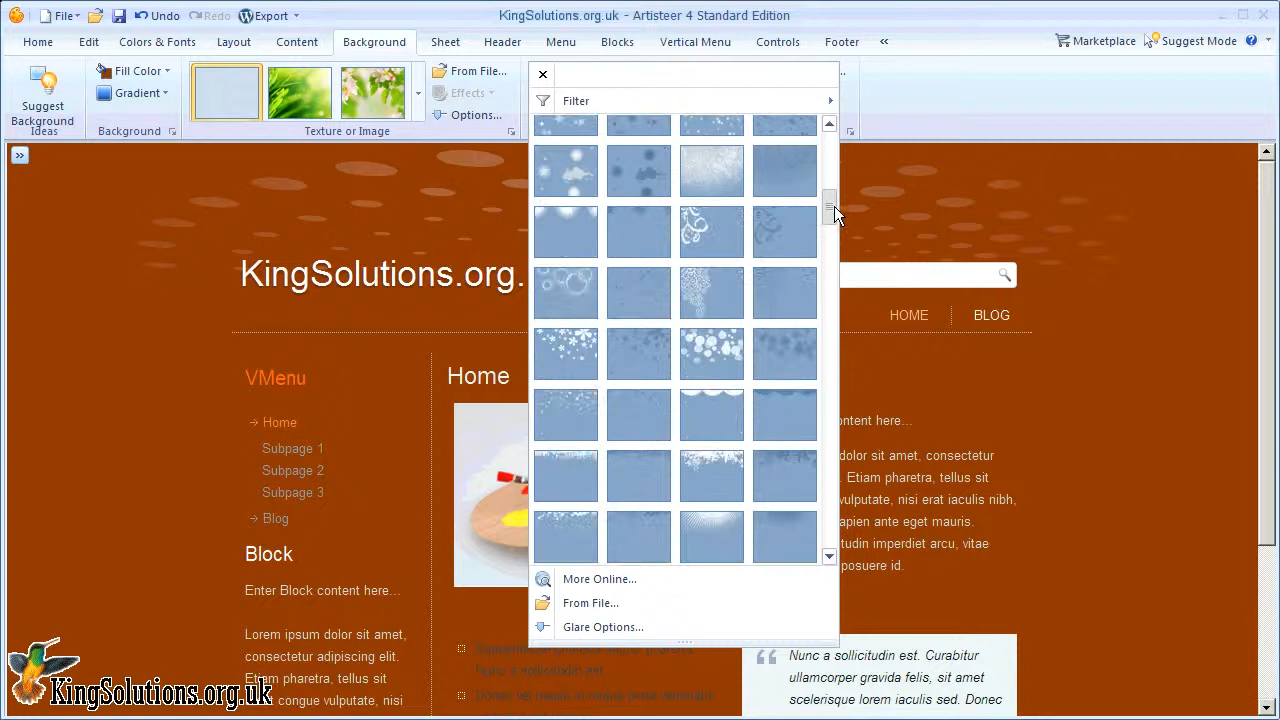 File Undo Redo Export KingSolutions.org.uk - Artisteer 4 Standard Edition
Home Edit Colors & Fonts Layout Content Background Sheet Header Menu Blocks Vertical Menu Controls Footer « Marketplace Suggest Mode
Suggest Background
Ideas
Fill Color
Gradient
Background
From File...
Effects
Options...
Texture or Image
Filter
More Online...
From File...
Glare Options...
KingSolutions.org.
HOME BLOG
VMenu
Home
Subpage 1
Subpage 2
Subpage 3
Blog
Block
Enter Block content here...
Lorem ipsum dolor sit amet,
consectetur adipiscing elit.
Etiam pharetra, tellus sit
amet congue vulputate, nisi
Home
content here...
dolor sit amet, consectetur
Etiam pharetra, tellus sit
vulputate, nisi erat iaculis nibh,
apien ante eget mauris.
tudin imperdiet arcu, vitae
posuere id.
Nunc a sollicitudin est. Curabitur
ullamcorper gravida felis, sit amet
scelerisque lorem iaculis sed. Donec
KingSolutions.org.uk